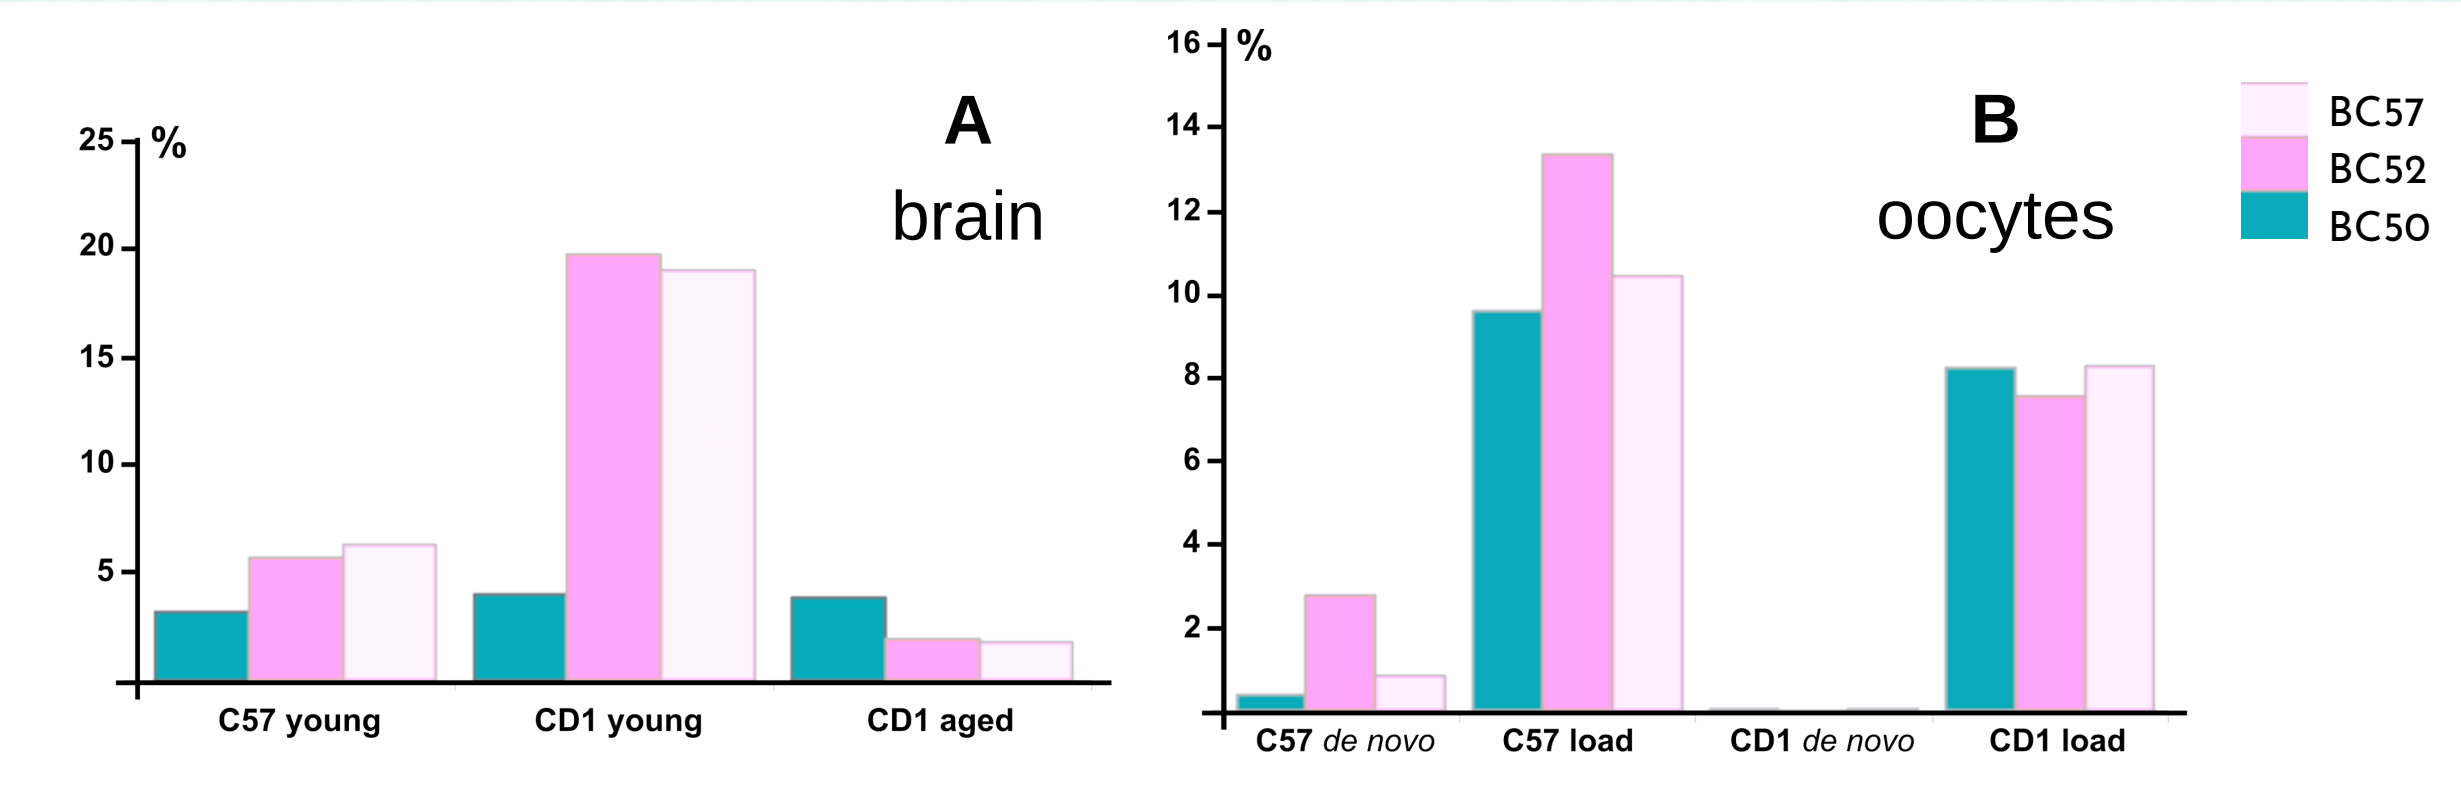 A
brain
25 %
20
15
10
5
C57 young CD1 young CD1 aged
16 %
14
12
10
8
6
4
2
B
oocytes
C57 de novo C57 load CD1 de novo CD1 load
BC57
BC52
BC50